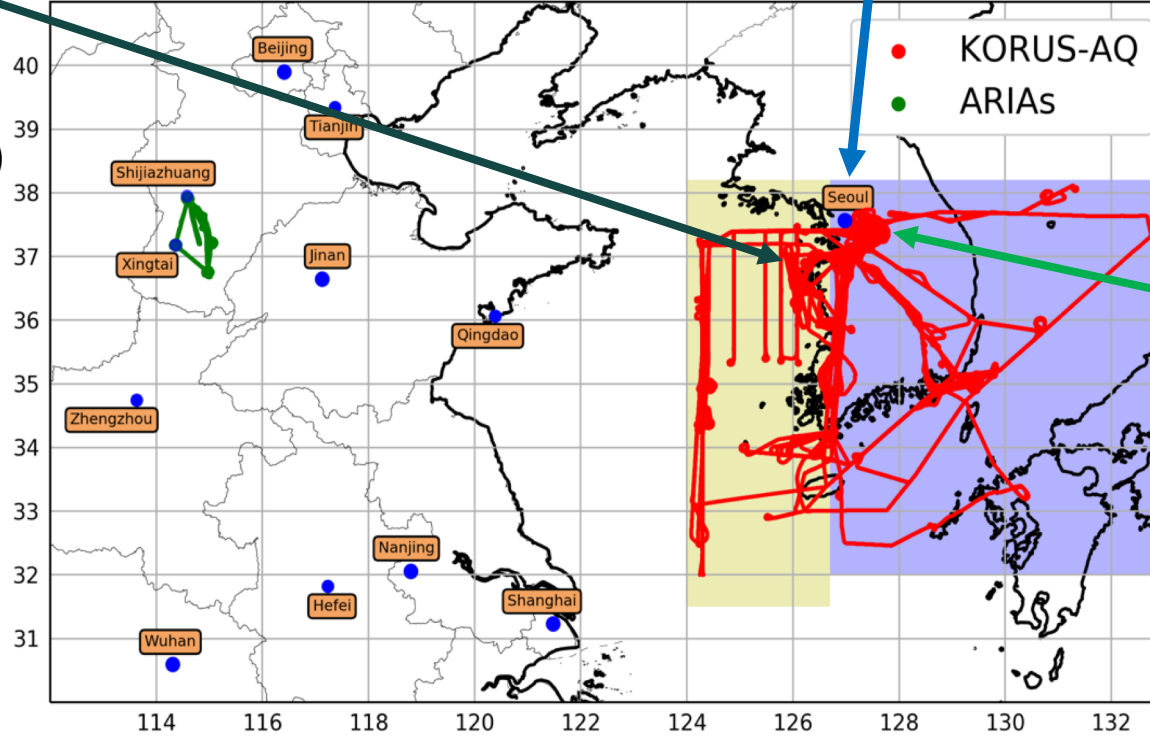 KORUS-AQ
ARIAs
Beijing
Tianjin
Shijiazhuang
Seoul
Xingtai
Jinan
Qingdao
Zhengzhou
Nanjing
Hefei
Shanghai
Wuhan
40
39
38
37
36
35
34
33
32
31
114 116 118 120 122 124 126 128 130 132